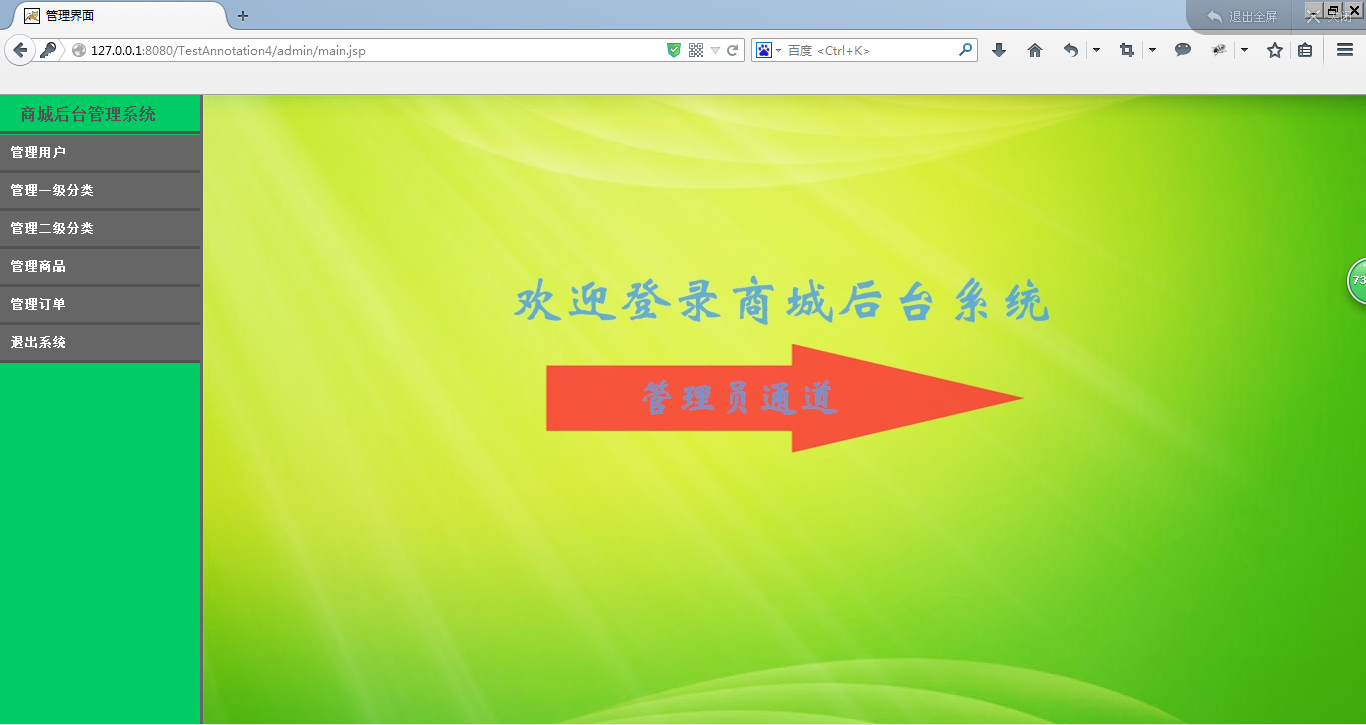 管理界面
退出全屏
关闭
127.0.0.1:8080/TestAnnotation4/admin/main.jsp
百度 <Ctrl+K>
商城后台管理系统
管理用户
管理一级分类
管理二级分类
管理商品
管理订单
退出系统
欢迎登录商城后台系统
管理员通道
73